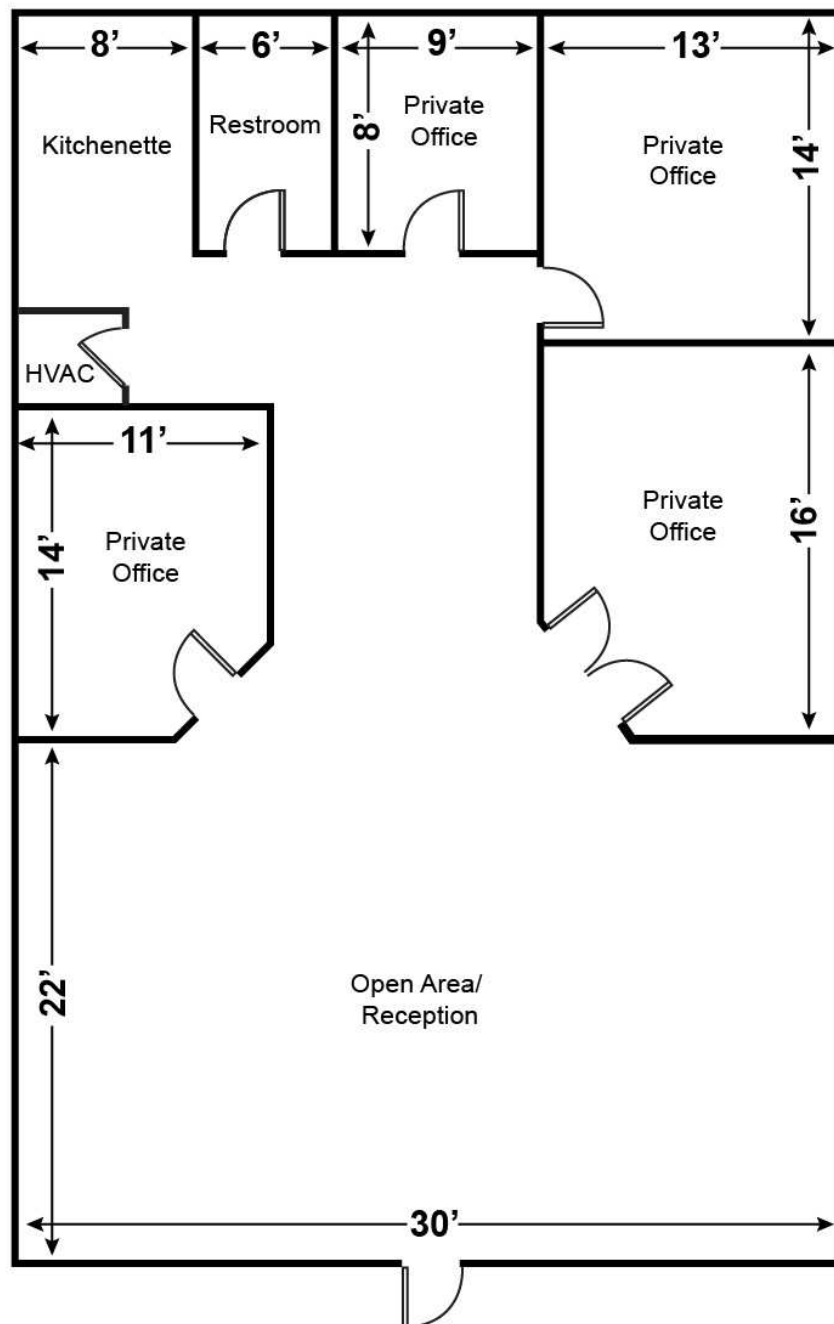 8’
6’
9’
13’
Kitchenette
Restroom
8’
Private
Office
Private
Office
14’
HVAC
11’
14’
Private
Office
Private
Office
16’
22’
Open Area/
Reception
30’